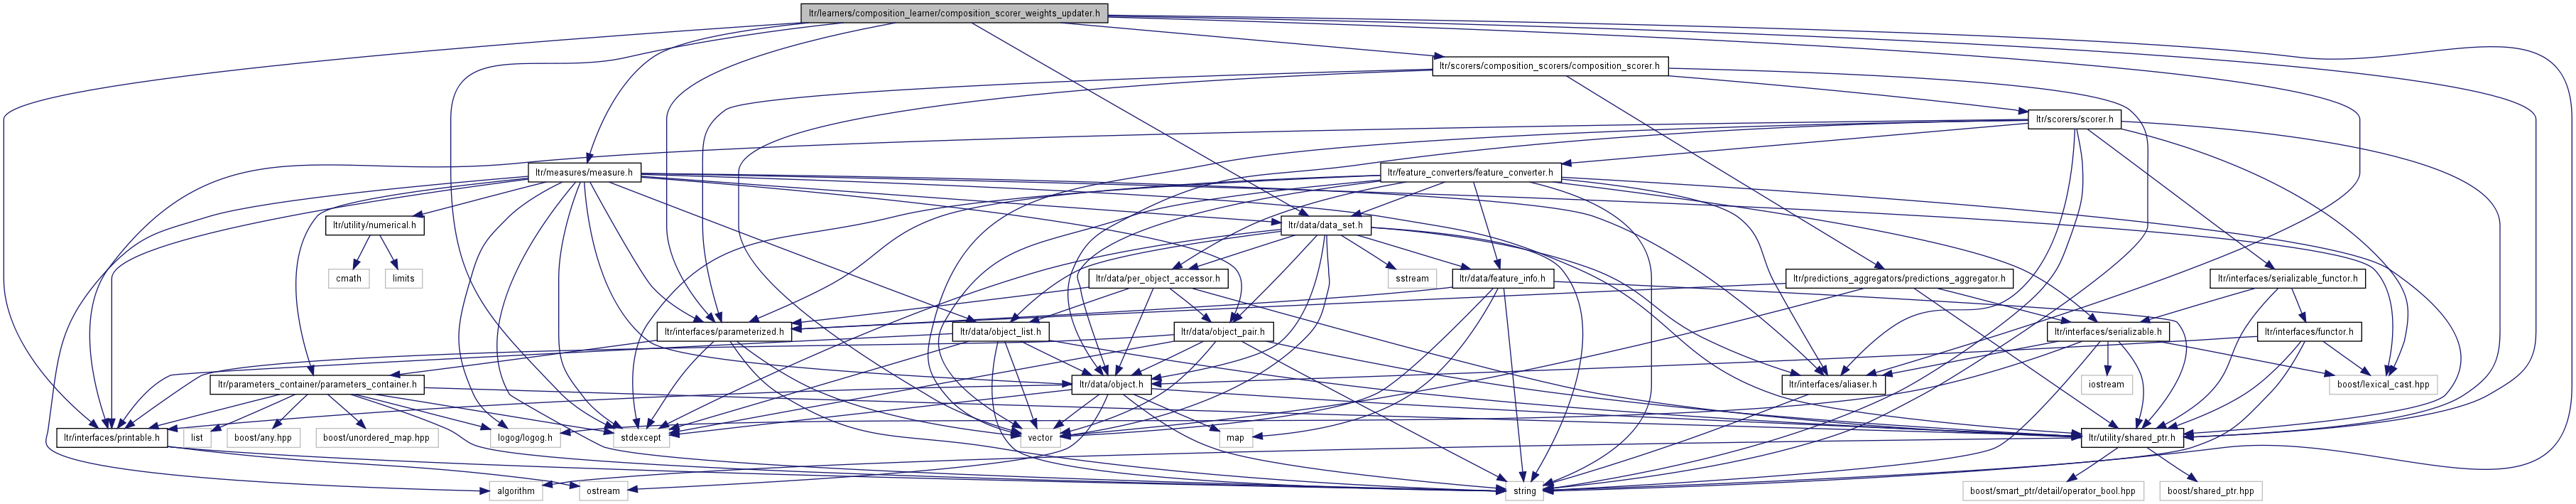 ltr/learners/composition_learner/composition_scorer_weights_updater.h
ltr/scorers/composition_scorers/composition_scorer.h
ltr/scorers/scorer.h
ltr/measures/measure.h
ltr/feature_converters/feature_converter.h
ltr/utility/numerical.h
ltr/data/data_set.h
cmath
limits
ltr/data/per_object_accessor.h
sstream
ltr/data/feature_info.h
ltr/predictions_aggregators/predictions_aggregator.h
ltr/interfaces/serializable_functor.h
ltr/interfaces/parameterized.h
ltr/data/object_list.h
ltr/data/object_pair.h
ltr/interfaces/serializable.h
ltr/interfaces/functor.h
ltr/parameters_container/parameters_container.h
ltr/data/object.h
ltr/interfaces/aliaser.h
iostream
boost/lexical_cast.hpp
ltr/interfaces/printable.h
list
boost/any.hpp
boost/unordered_map.hpp
logog/logog.h
stdexcept
vector
map
ltr/utility/shared_ptr.h
algorithm
ostream
string
boost/smart_ptr/detail/operator_bool.hpp
boost/shared_ptr.hpp